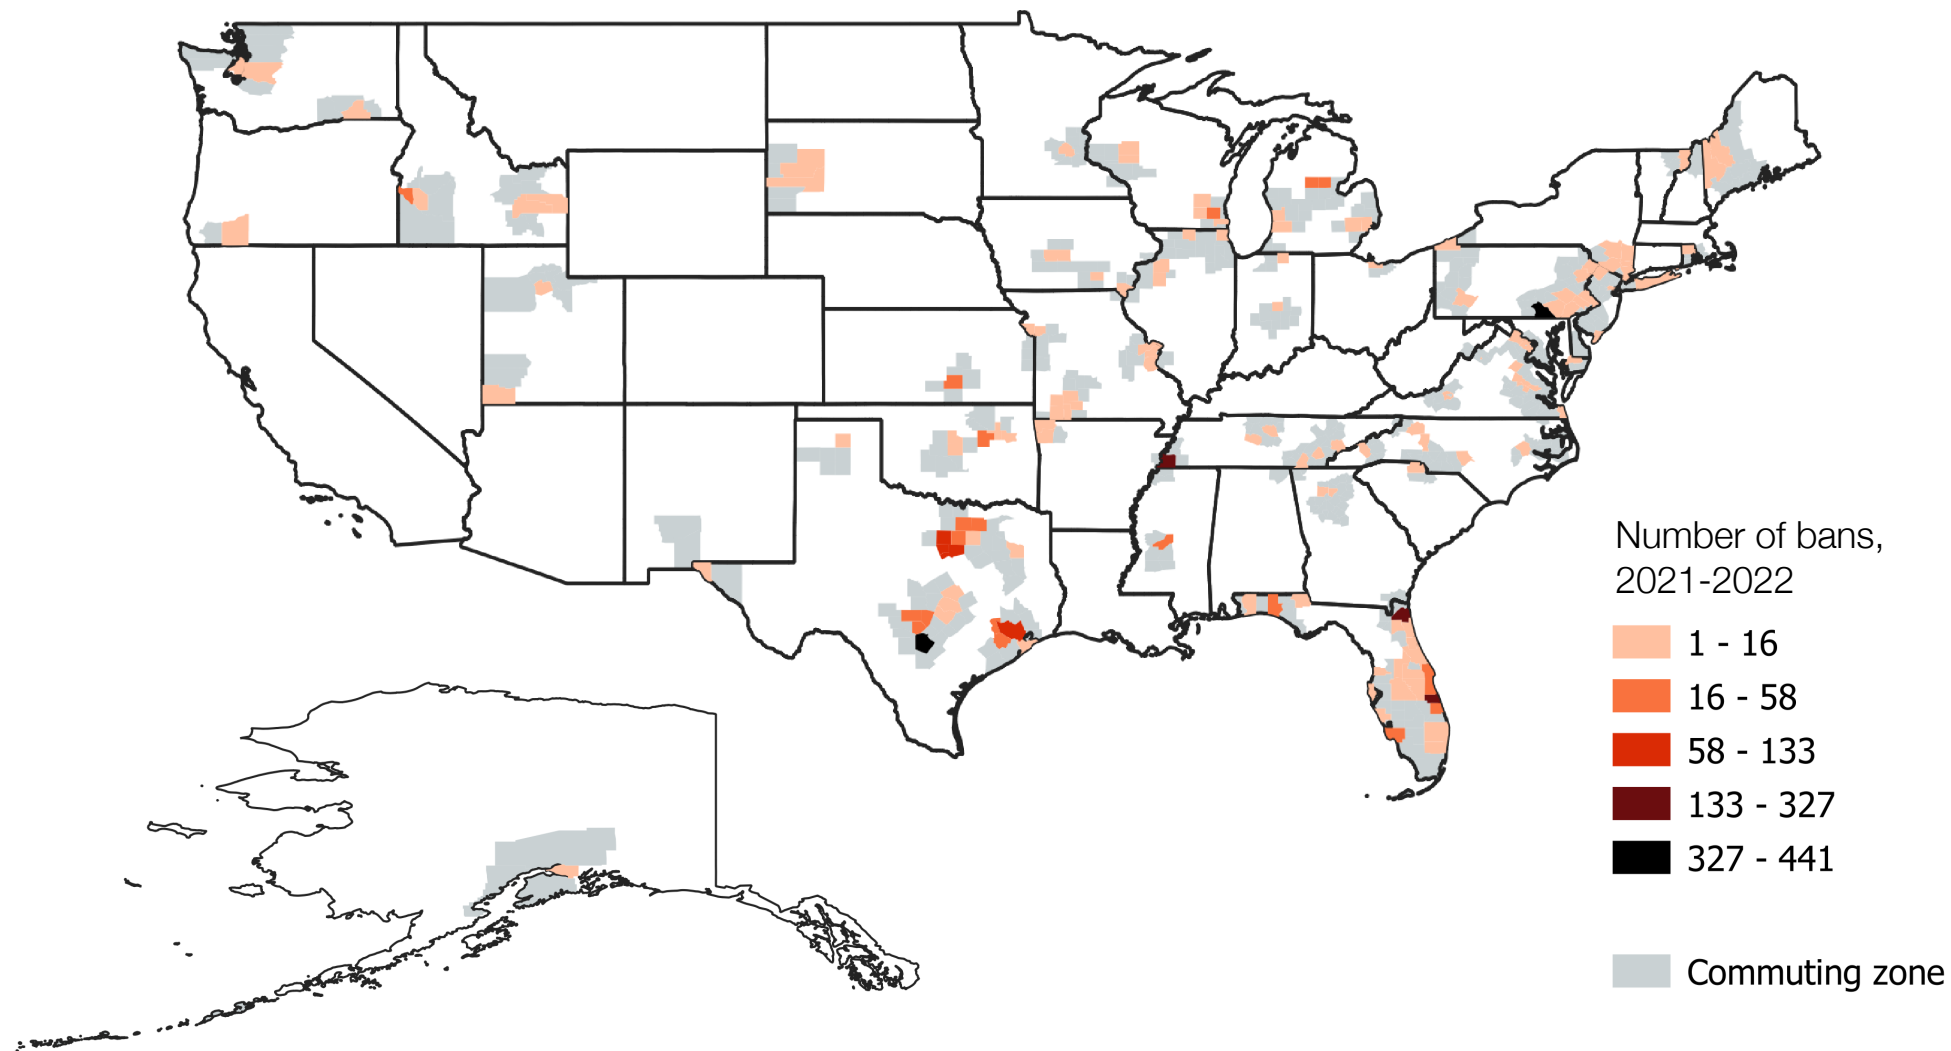 Number of bans,
2021-2022
1 - 16
16 - 58
58 - 133
133 - 327
327 - 441
Commuting zone